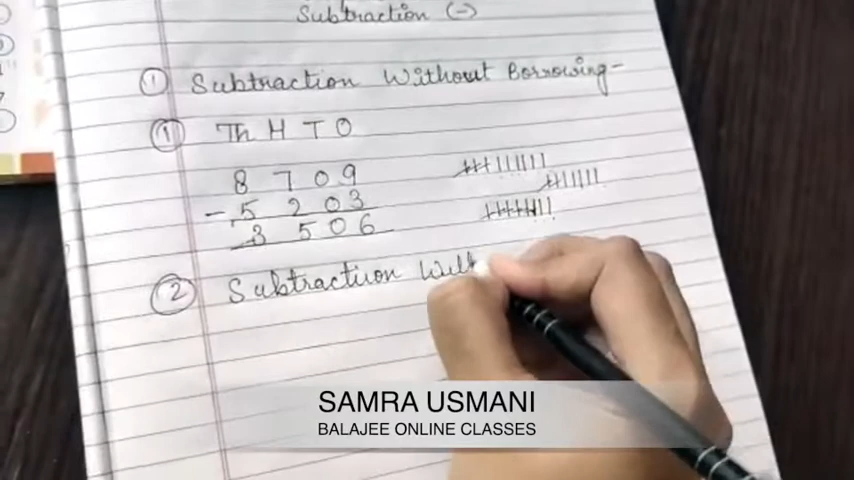 Subtraction (-)
① Subtraction Without Borrowing-
① Th H T O
8 7 0 9
- 5 2 0 3
3 5 0 6
② Subtraction
SAMRA USMANI
BALAJEE ONLINE CLASSES